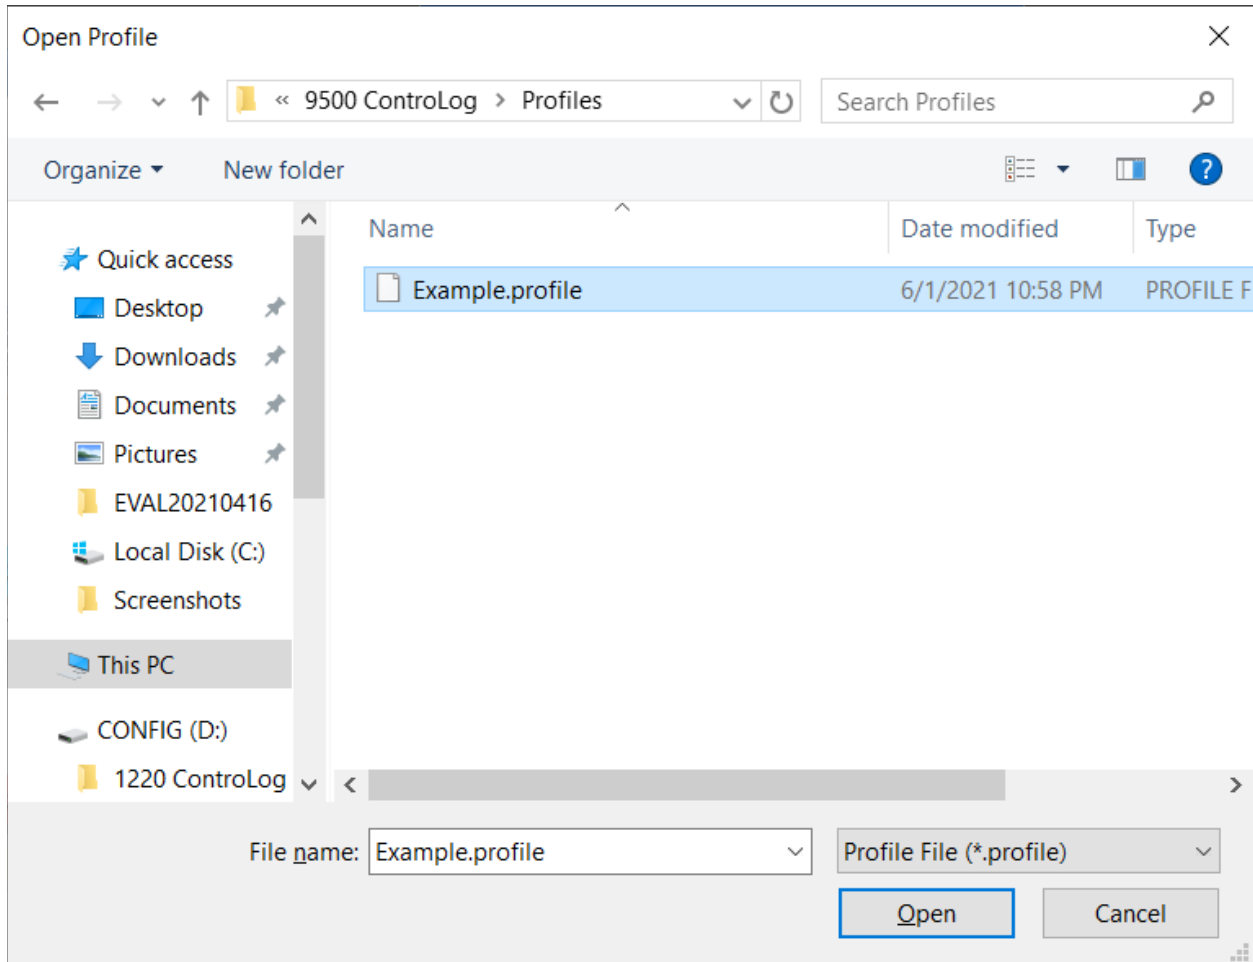 Open Profile
« 9500 ControLog > Profiles
Search Profiles
Organize
New folder
?
Name
Date modified
Type
Example.profile
6/1/2021 10:58 PM
PROFILE F
Quick access
Desktop
Downloads
Documents
Pictures
EVAL20210416
Local Disk (C:)
Screenshots
This PC
CONFIG (D:)
1220 ControLog
File name:
Example.profile
Profile File (*.profile)
Open
Cancel